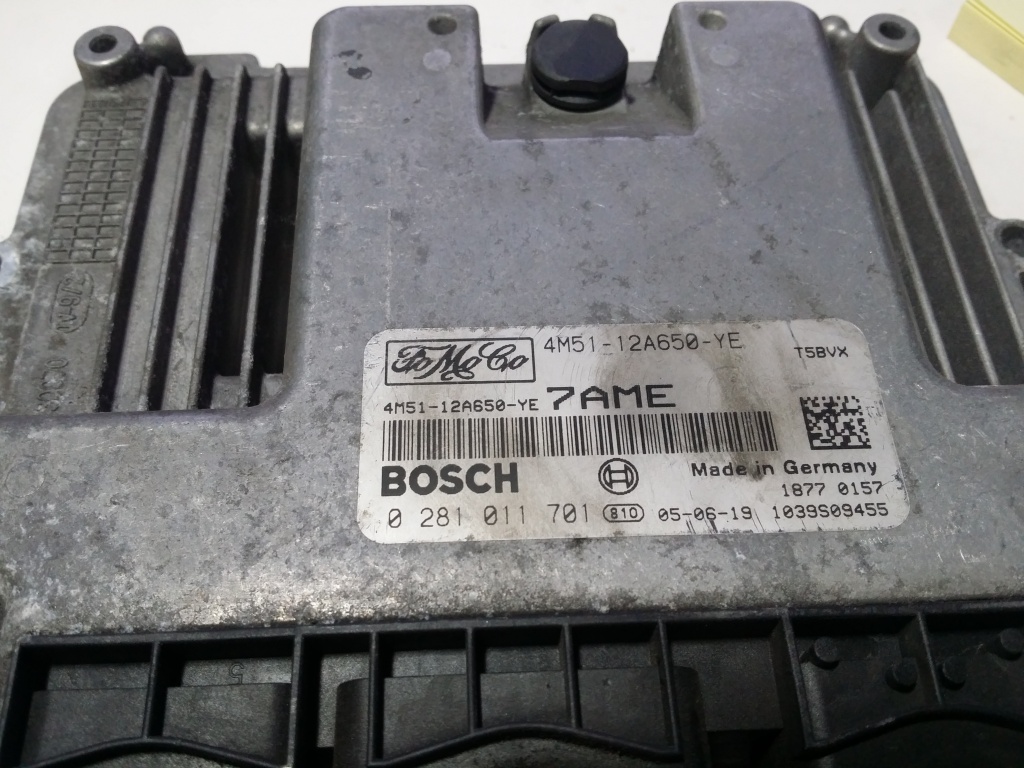 FoMoCo 4M51-12A650-YE T5BVX
4M51-12A650-YE 7AME
BOSCH Made in Germany
1877 0157
0 281 011 701 810 05-06-19 1039S09455